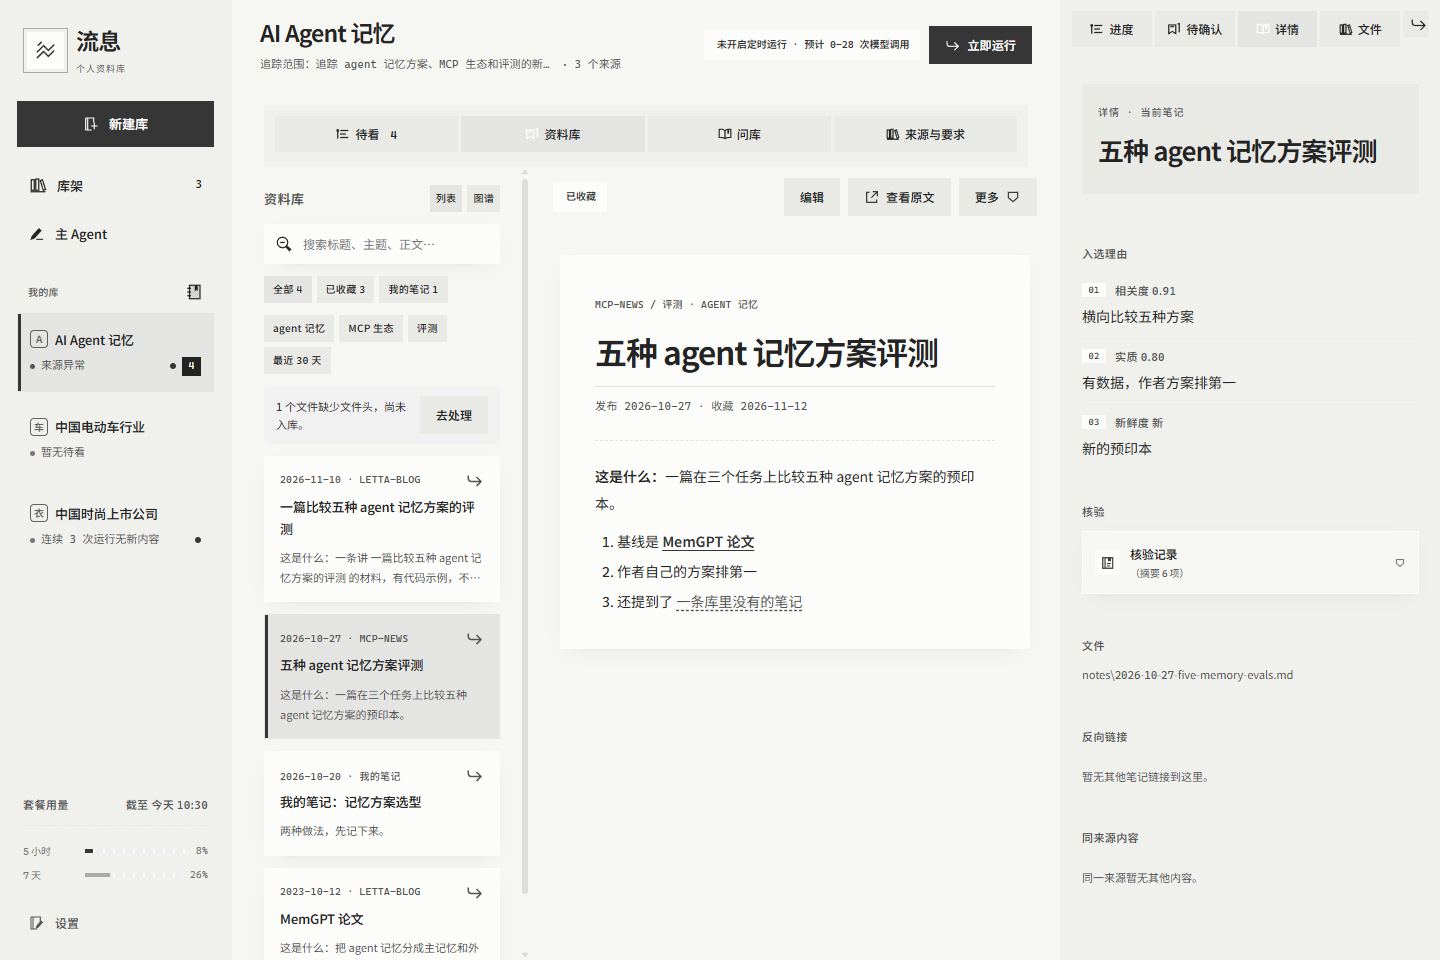 流息
个人资料库
新建库
库架 3
主 Agent
我的库
A AI Agent 记忆
来源异常 4
车 中国电动车行业
暂无待看
衣 中国时尚上市公司
连续 3 次运行无新内容
套餐用量 截至 今天 10:30
5 小时 8%
7 天 26%
设置
AI Agent 记忆
追踪范围：追踪 agent 记忆方案、MCP 生态和评测的新… · 3 个来源
未开启定时运行 · 预计 0–28 次模型调用
立即运行
待看 4
资料库
问库
来源与要求
资料库
列表
图谱
搜索标题、主题、正文…
全部 4
已收藏 3
我的笔记 1
agent 记忆
MCP 生态
评测
最近 30 天
1 个文件缺少文件头，尚未
入库。
去处理
2026-11-10 · LETTA-BLOG
一篇比较五种 agent 记忆方案的评
测
这是什么：一条讲 一篇比较五种 agent 记
忆方案的评测 的材料，有代码示例，不…
2026-10-27 · MCP-NEWS
五种 agent 记忆方案评测
这是什么：一篇在三个任务上比较五种
agent 记忆方案的预印本。
2026-10-20 · 我的笔记
我的笔记：记忆方案选型
两种做法，先记下来。
2023-10-12 · LETTA-BLOG
MemGPT 论文
这是什么：把 agent 记忆分成主记忆和外
已收藏
编辑
查看原文
更多
MCP-NEWS / 评测 · AGENT 记忆
五种 agent 记忆方案评测
发布 2026-10-27 · 收藏 2026-11-12
这是什么：一篇在三个任务上比较五种 agent 记忆方案的预印
本。
1. 基线是 MemGPT 论文
2. 作者自己的方案排第一
3. 还提到了 一条库里没有的笔记
进度
待确认
详情
文件
详情 · 当前笔记
五种 agent 记忆方案评测
入选理由
01 相关度 0.91
横向比较五种方案
02 实质 0.80
有数据，作者方案排第一
03 新鲜度 新
新的预印本
核验
核验记录
（摘要 6 项）
文件
notes\2026-10-27-five-memory-evals.md
反向链接
暂无其他笔记链接到这里。
同来源内容
同一来源暂无其他内容。